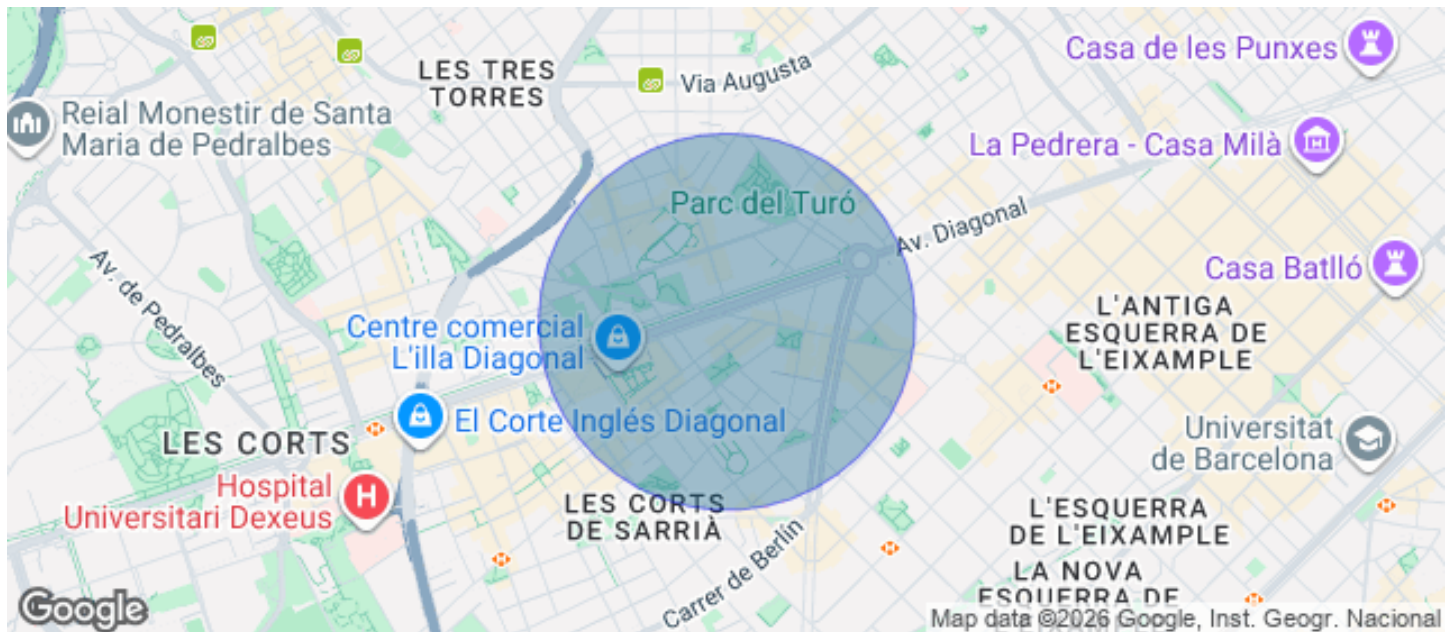 LES TRES
TORRES
Via Augusta
Casa de les Punxes
Reial Monestir de Santa
Maria de Pedralbes
La Pedrera - Casa Milà
Parc del Turó
Av. Diagonal
Av. de Pedralbes
Casa Batlló
L'ANTIGA
ESQUERRA DE
L'EIXAMPLE
Centre comercial
L'illa Diagonal
El Corte Inglés Diagonal
LES CORTS
Universitat
de Barcelona
Hospital
Universitari Dexeus
H
LES CORTS
DE SARRIÀ
L'ESQUERRA
DE L'EIXAMPLE
Carrer de Berlín
LA NOVA
ESQUERRA DE
Google
Map data ©2026 Google, Inst. Geogr. Nacional